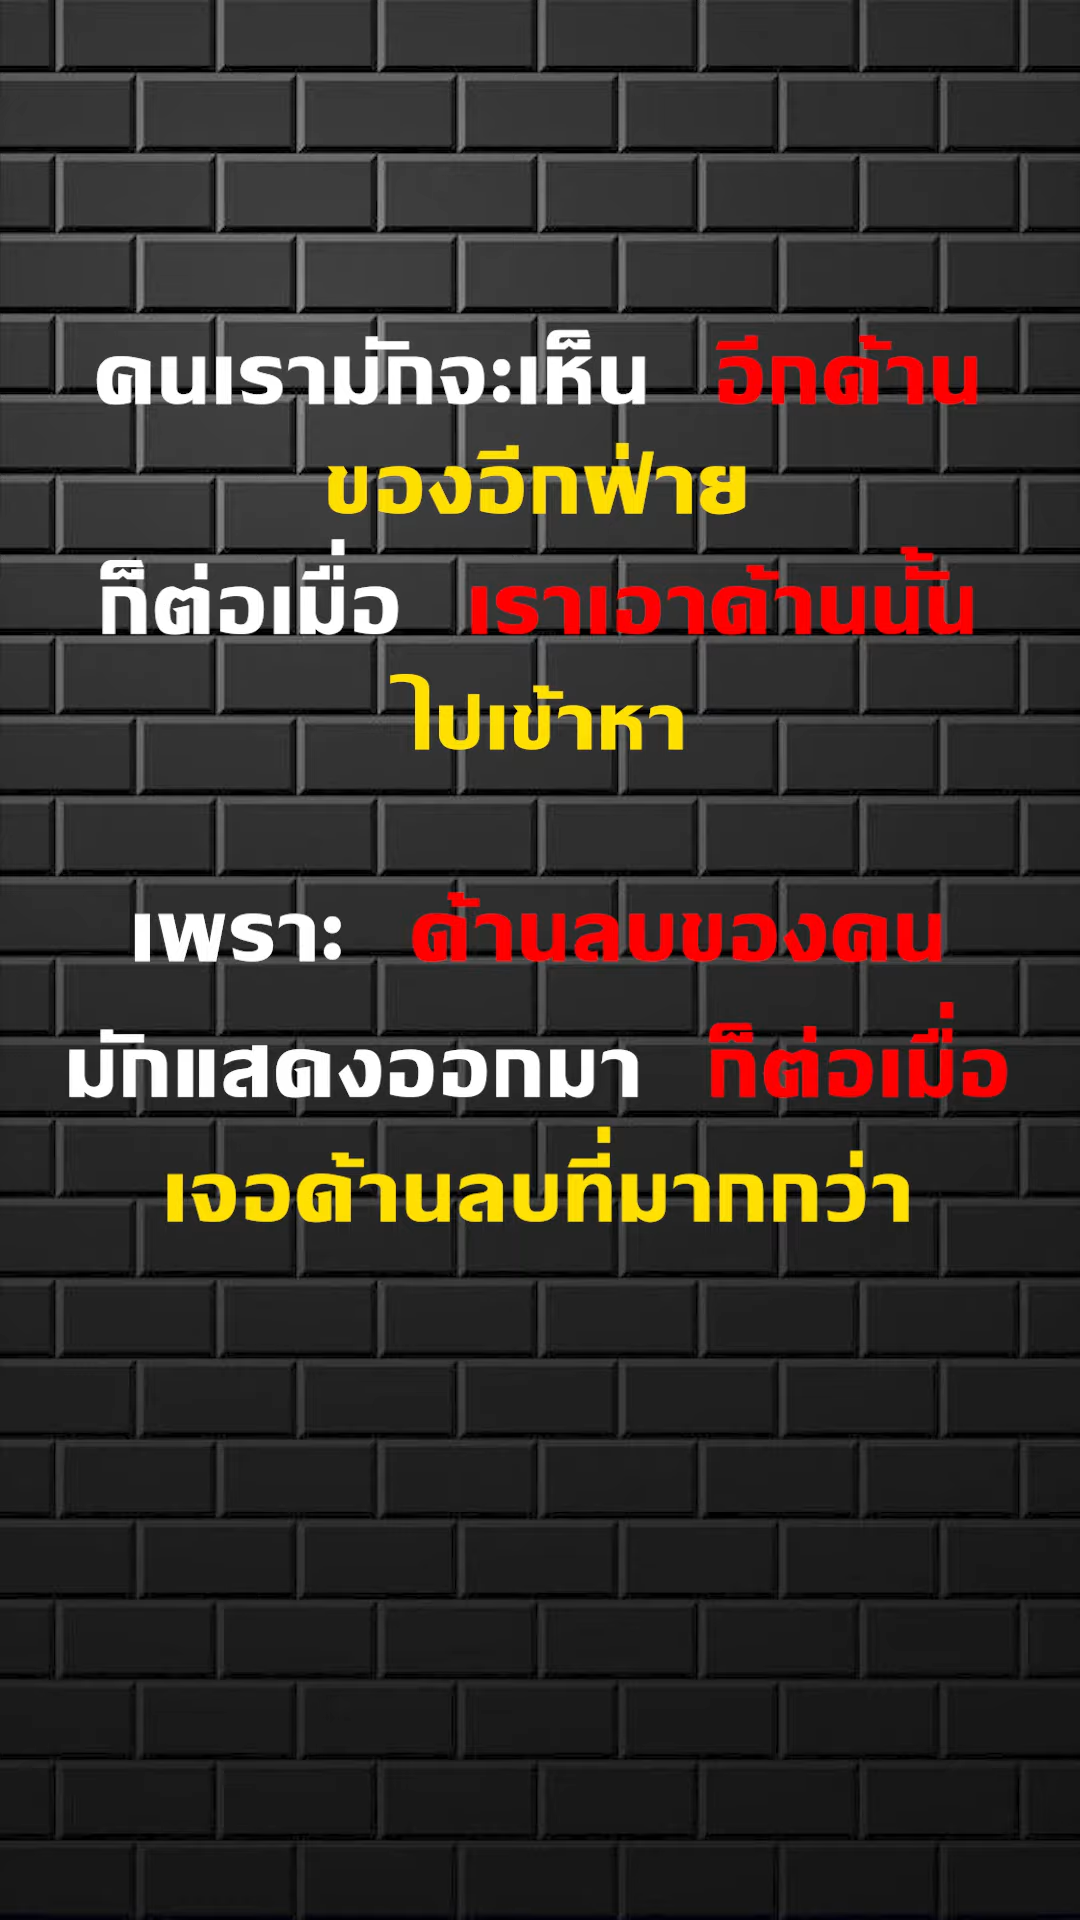 คนเรามักจะเห็น อีกด้าน
ของอีกฝ่าย
ก็ต่อเมื่อ เราเอาด้านนั้น
ไปเข้าหา
เพราะ ด้านลบของคน
มักแสดงออกมา ก็ต่อเมื่อ
เจอด้านลบที่มากกว่า